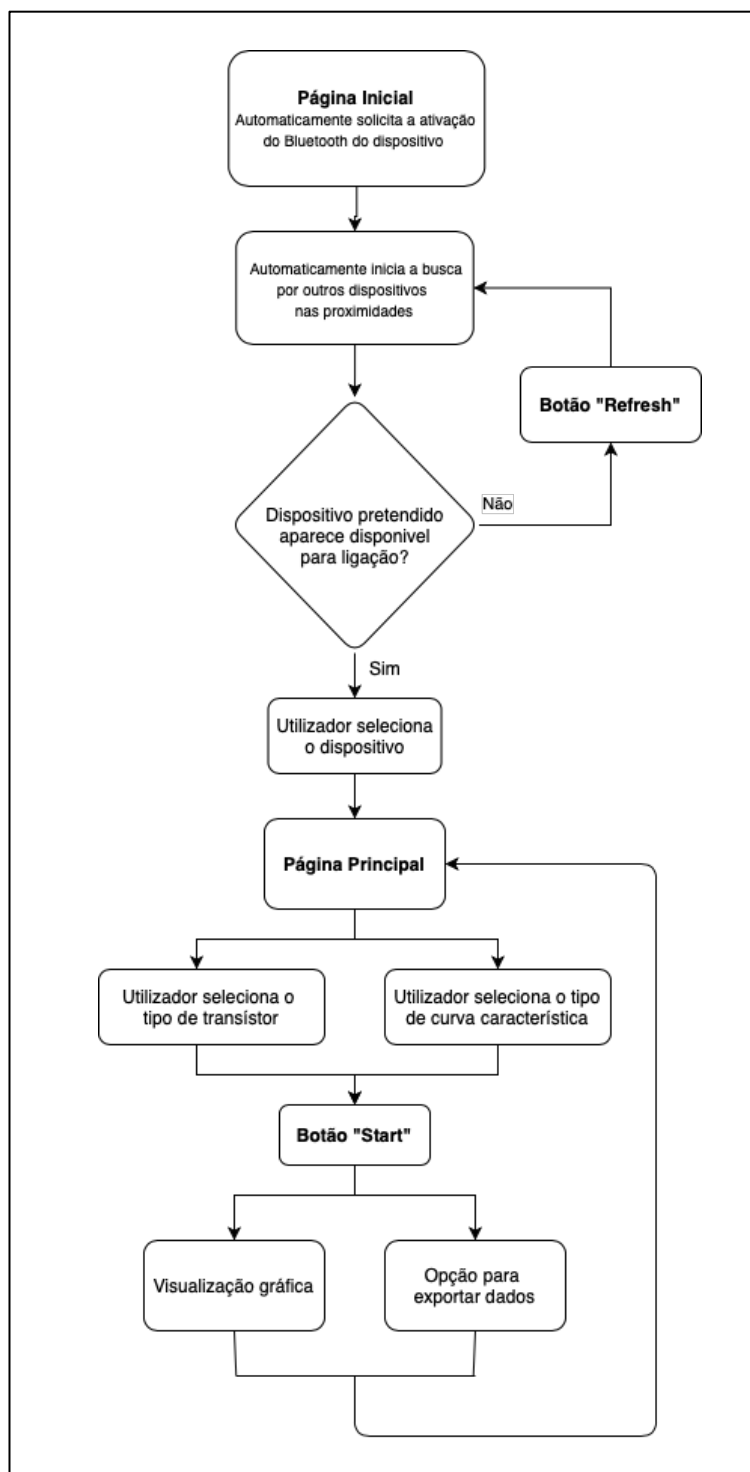 Página Inicial
Automaticamente solicita a ativação
do Bluetooth do dispositivo
Automaticamente inicia a busca
por outros dispositivos
nas proximidades
Botão "Refresh"
Não
Dispositivo pretendido
aparece disponivel
para ligação?
Sim
Utilizador seleciona
o dispositivo
Página Principal
Utilizador seleciona o
tipo de transístor
Utilizador seleciona o tipo
de curva característica
Botão "Start"
Visualização gráfica
Opção para
exportar dados